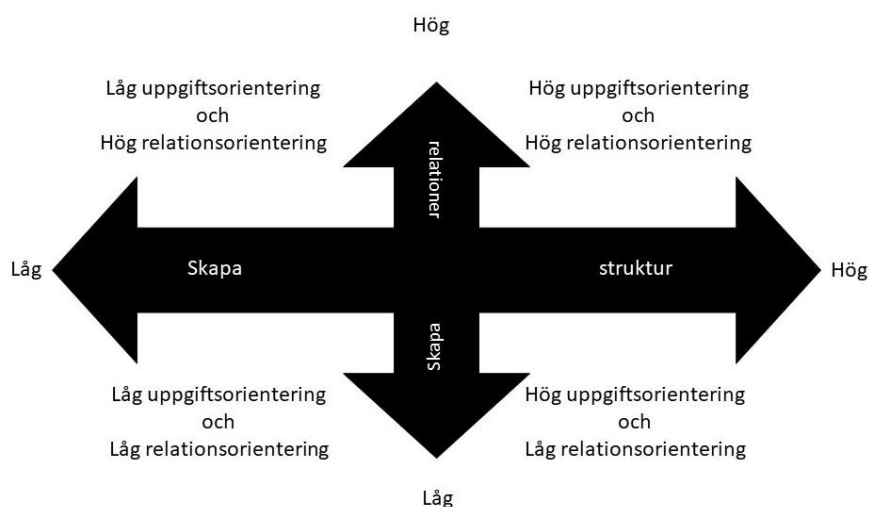 Hög
Låg uppgiftsorientering
och
Hög relationsorientering
Hög uppgiftsorientering
och
Hög relationsorientering
relationer
Låg
Skapa
struktur
Hög
Skapa
Låg uppgiftsorientering
och
Låg relationsorientering
Hög uppgiftsorientering
och
Låg relationsorientering
Låg